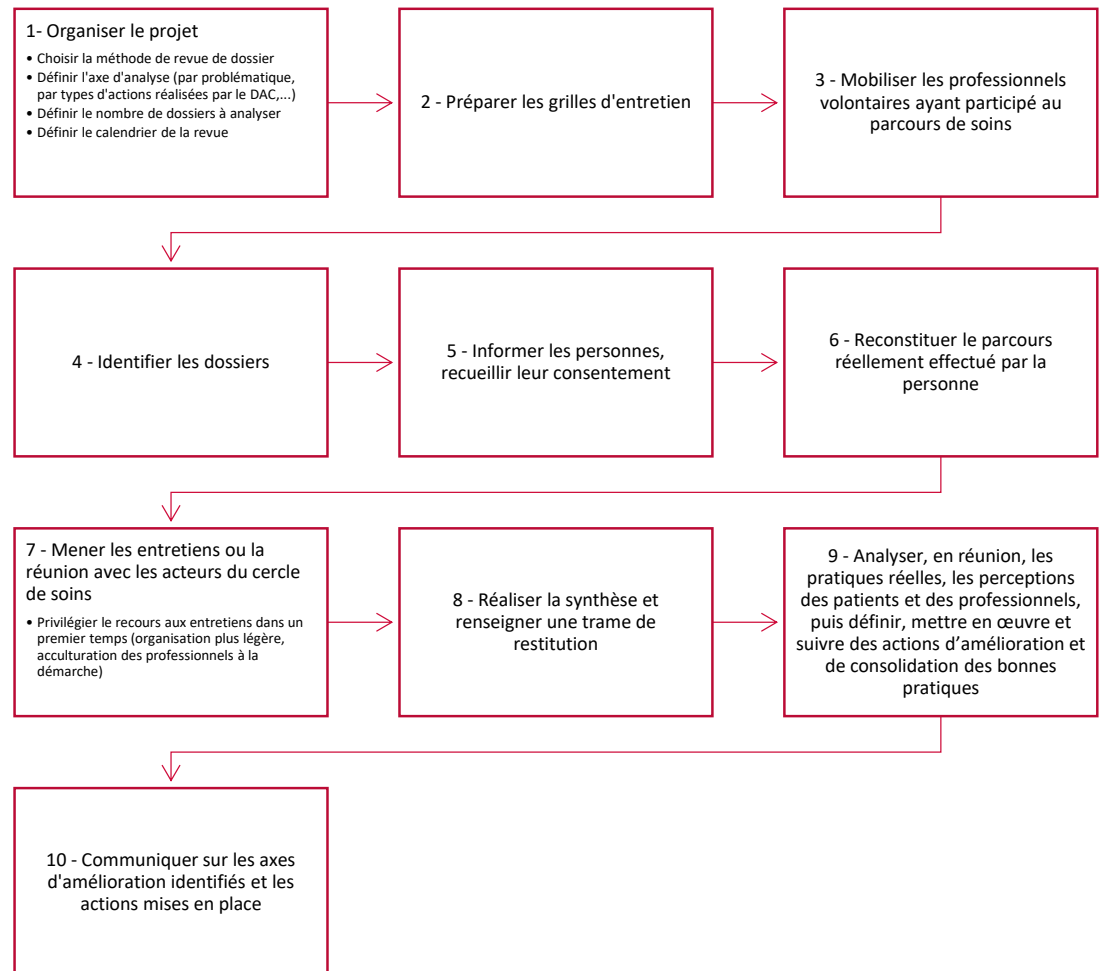 1- Organiser le projet
• Choisir la méthode de revue de dossier
• Définir l'axe d'analyse (par problématique,
par types d'actions réalisées par le DAC,...)
• Définir le nombre de dossiers à analyser
• Définir le calendrier de la revue
2 - Préparer les grilles d'entretien
3 - Mobiliser les professionnels
volontaires ayant participé au
parcours de soins
4 - Identifier les dossiers
5 - Informer les personnes,
recueillir leur consentement
6 - Reconstituer le parcours
réellement effectué par la
personne
7 - Mener les entretiens ou la
réunion avec les acteurs du cercle
de soins
• Privilégier le recours aux entretiens dans un
premier temps (organisation plus légère,
acculturation des professionnels à la
démarche)
8 - Réaliser la synthèse et
renseigner une trame de
restitution
9 - Analyser, en réunion, les
pratiques réelles, les perceptions
des patients et des professionnels,
puis définir, mettre en œuvre et
suivre des actions d’amélioration et
de consolidation des bonnes
pratiques
10 - Communiquer sur les axes
d'amélioration identifiés et les
actions mises en place